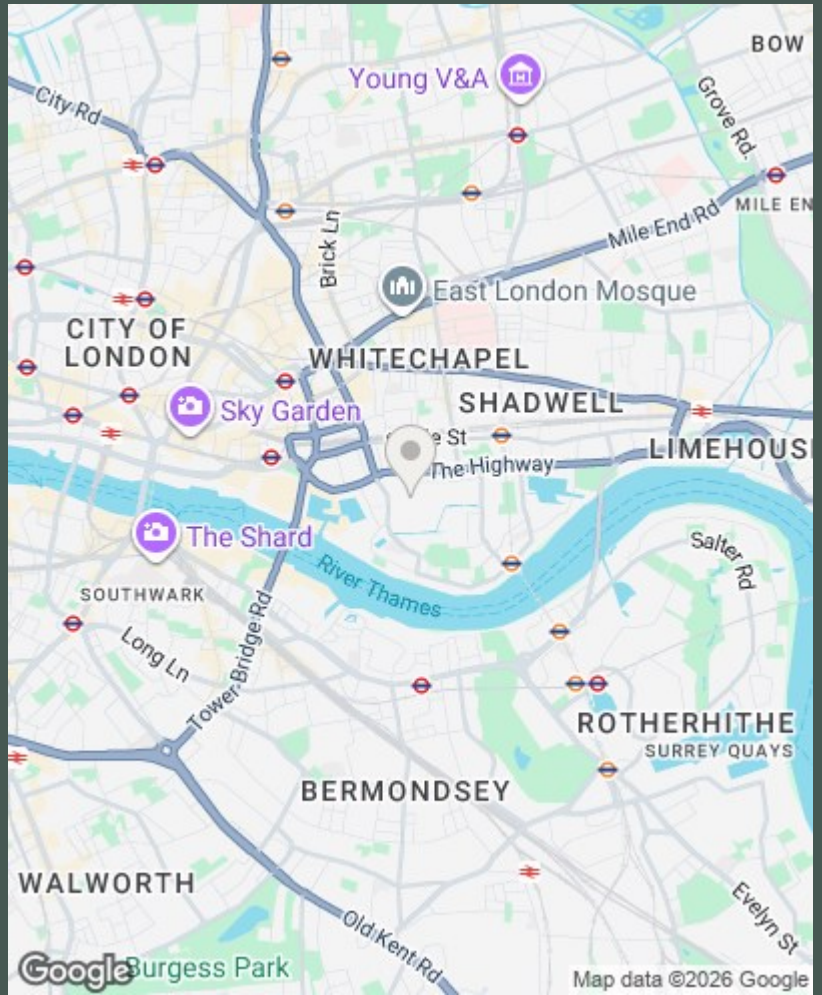 BOW
Young V&A
City Rd
Grove Rd.
MILE EN
Mile End Rd
Brick Ln
East London Mosque
CITY OF
LONDON
WHITECHAPEL
Sky Garden
SHADWELL
le St
The Highway
LIMEHOUS
The Shard
River Thames
Salter Rd
SOUTHWARK
Long Ln
Tower Bridge Rd
ROTHERHITHE
SURREY QUAYS
BERMONDSEY
WALWORTH
Old Kent Rd
Evelyn St
Google
Burgess Park
Map data ©2026 Google